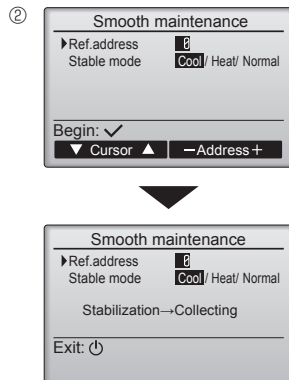 ②
Smooth maintenance
▶Ref.address 0
Stable mode Cool / Heat/ Normal
Begin: ✓
▼ Cursor ▲ −Address+
Smooth maintenance
▶Ref.address 0
Stable mode Cool / Heat/ Normal
Stabilization→Collecting
Exit: ⏻